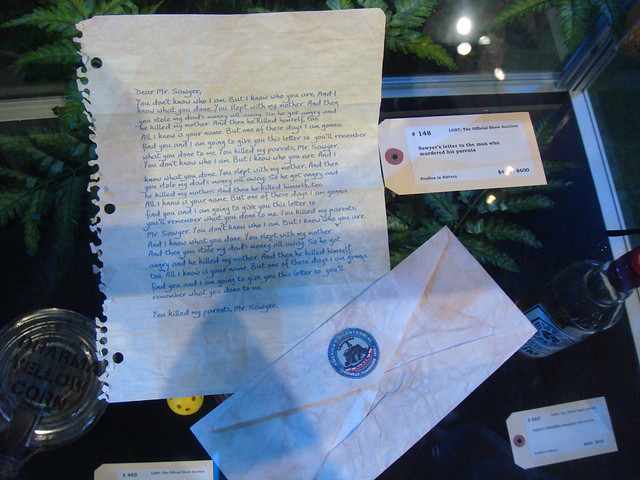 Dear Mr. Sawyer,
You don't know who I am. But I know who you are. And I
know what you done. You slept with my mother. And then
you stole my dad's money all away. So he got angry and
he killed my mother. And then he killed himself, too.
All I know is your name. But one of these days I am gonna
find you and I am going to give you this letter so you'll remember
what you done to me. You killed my parents, Mr. Sawyer.
You don't know who I am. But I know who you are. And I
know what you done. You slept with my mother. And then
you stole my dad's money all away. So he got angry and
he killed my mother. And then he killed himself, too.
All I know is your name. But one of these days I am gonna
find you and I am going to give you this letter so
you'll remember what you done to me. You killed my parents,
Mr. Sawyer. You don't know who I am. But I know who you are.
And I know what you done. You slept with my mother
And then you stole my dad's money all away. So he got
angry and he killed my mother. And then he killed himself
too. All I know is your name. But one of these days I am gonna
find you and I am going to give you this letter so you'll
remember what you done to me.
You killed my parents, Mr. Sawyer.
# 148 LOST: The Official Show Auction
Sawyer's letter to the man who
murdered his parents
Profiles in History $600
DHARMA
YELLOW
CORN
BICENTENNIAL
# 485 LOST: The Official Show Auction